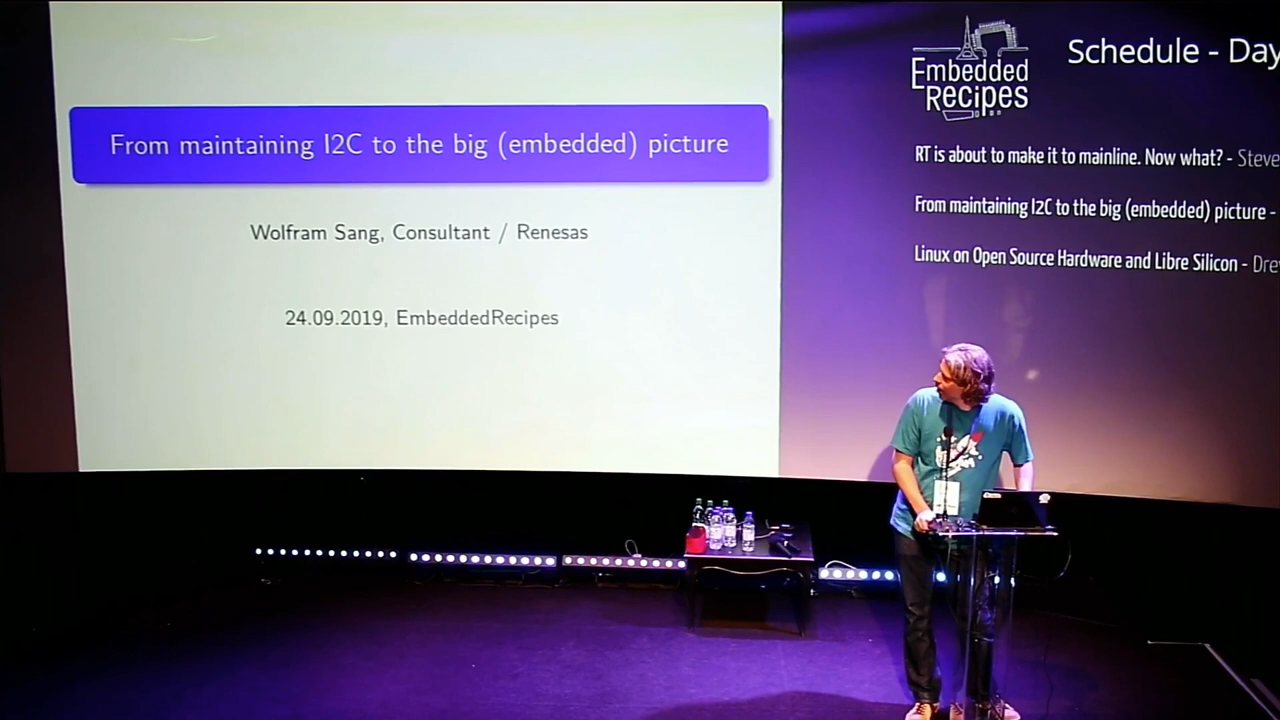 From maintaining I2C to the big (embedded) picture
Wolfram Sang, Consultant / Renesas
24.09.2019, EmbeddedRecipes
Embedded
Recipes
Schedule - Day
RT is about to make it to mainline. Now what? - Steve
From maintaining I2C to the big (embedded) picture -
Linux on Open Source Hardware and Libre Silicon - Dre